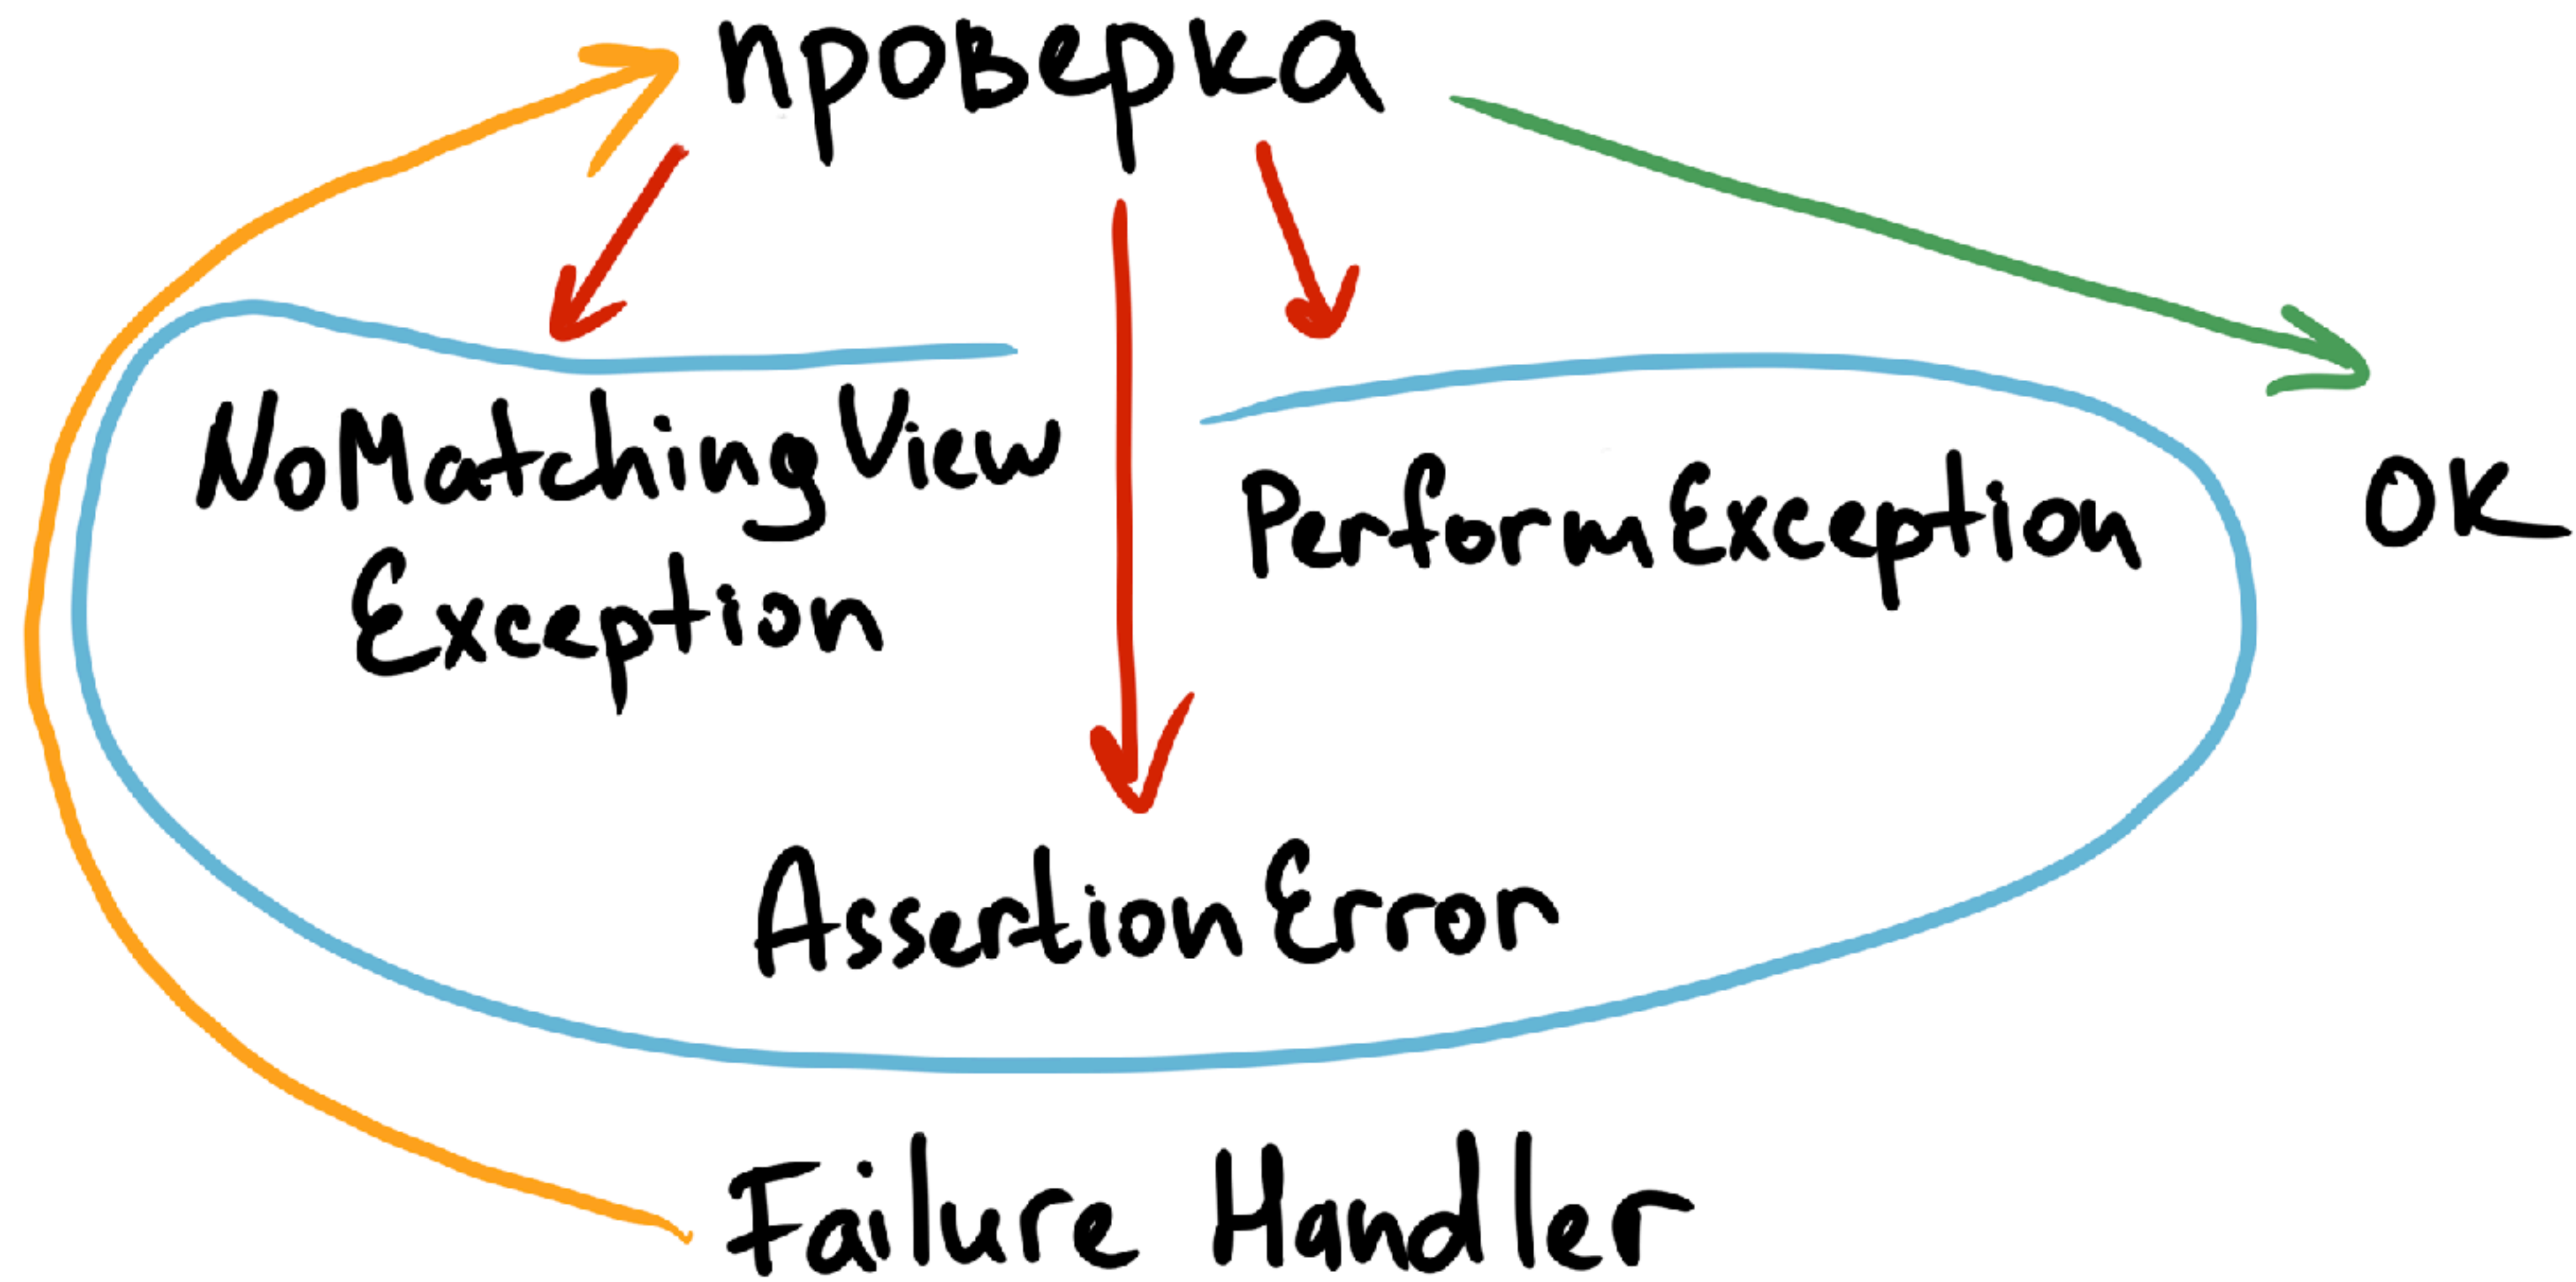 проверка
NoMatchingView
Exception
PerformException
OK
AssertionError
Failure Handler